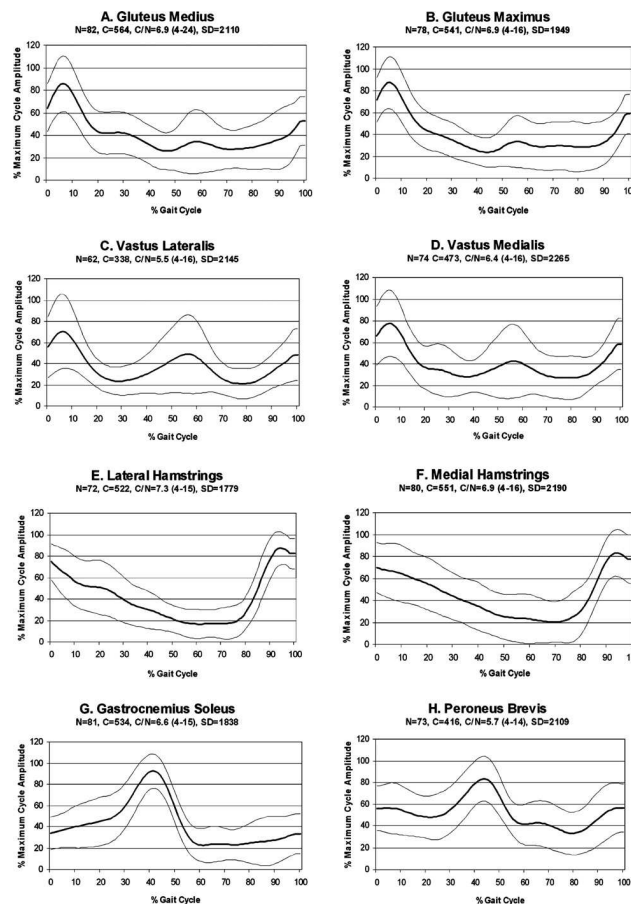 A. Gluteus Medius
N=82, C=564, C/N=6.9 (4-24), SD=2110
% Maximum Cycle Amplitude
120
100
80
60
40
20
0
0 10 20 30 40 50 60 70 80 90 100
% Gait Cycle
B. Gluteus Maximus
N=78, C=541, C/N=6.9 (4-16), SD=1949
% Maximum Cycle Amplitude
120
100
80
60
40
20
0
0 10 20 30 40 50 60 70 80 90 100
% Gait Cycle
C. Vastus Lateralis
N=62, C=338, C/N=5.5 (4-16), SD=2145
% Maximum Cycle Amplitude
120
100
80
60
40
20
0
0 10 20 30 40 50 60 70 80 90 100
% Gait Cycle
D. Vastus Medialis
N=74 C=473, C/N=6.4 (4-16), SD=2265
% Maximum Cycle Amplitude
120
100
80
60
40
20
0
0 10 20 30 40 50 60 70 80 90 100
% Gait Cycle
E. Lateral Hamstrings
N=72, C=522, C/N=7.3 (4-15), SD=1779
% Maximum Cycle Amplitude
120
100
80
60
40
20
0
0 10 20 30 40 50 60 70 80 90 100
% Gait Cycle
F. Medial Hamstrings
N=80, C=551, C/N=6.9 (4-16), SD=2190
% Maximum Cycle Amplitude
120
100
80
60
40
20
0
0 10 20 30 40 50 60 70 80 90 100
% Gait Cycle
G. Gastrocnemius Soleus
N=81, C=534, C/N=6.6 (4-15), SD=1838
% Maximum Cycle Amplitude
120
100
80
60
40
20
0
0 10 20 30 40 50 60 70 80 90 100
% Gait Cycle
H. Peroneus Brevis
N=73, C=416, C/N=5.7 (4-14), SD=2109
% Maximum Cycle Amplitude
120
100
80
60
40
20
0
0 10 20 30 40 50 60 70 80 90 100
% Gait Cycle